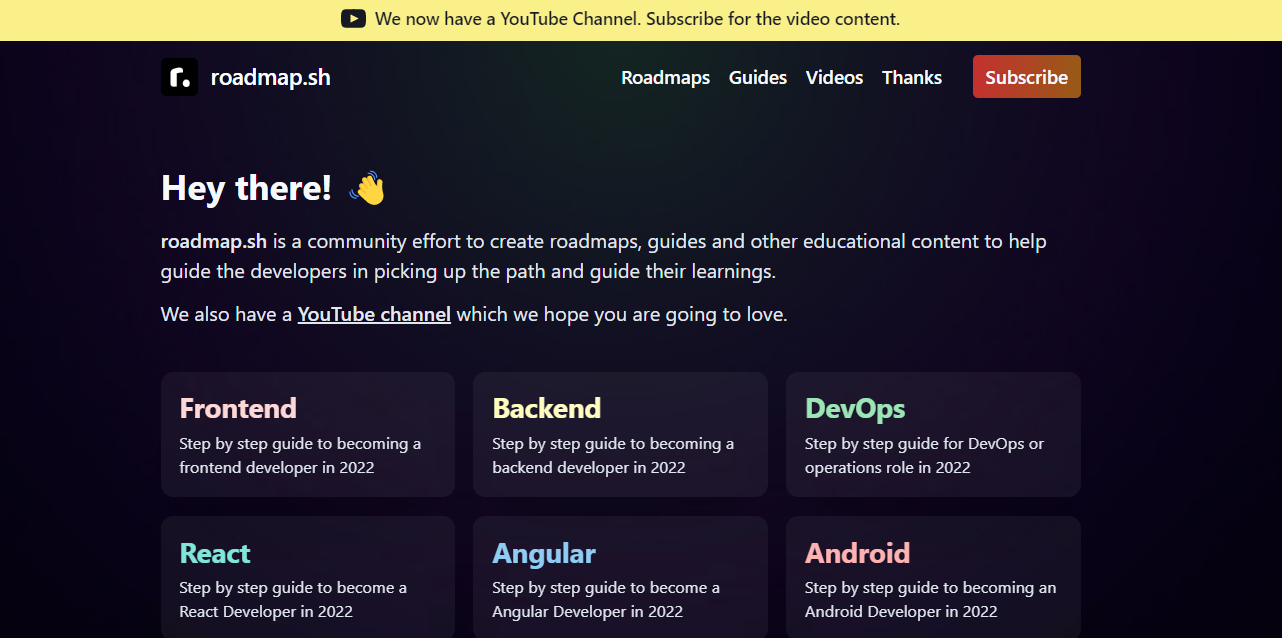 We now have a YouTube Channel. Subscribe for the video content.
r. roadmap.sh Roadmaps Guides Videos Thanks Subscribe
Hey there! 👋
roadmap.sh is a community effort to create roadmaps, guides and other educational content to help
guide the developers in picking up the path and guide their learnings.
We also have a YouTube channel which we hope you are going to love.
Frontend
Step by step guide to becoming a
frontend developer in 2022
Backend
Step by step guide to becoming a
backend developer in 2022
DevOps
Step by step guide for DevOps or
operations role in 2022
React
Step by step guide to become a
React Developer in 2022
Angular
Step by step guide to become a
Angular Developer in 2022
Android
Step by step guide to becoming an
Android Developer in 2022